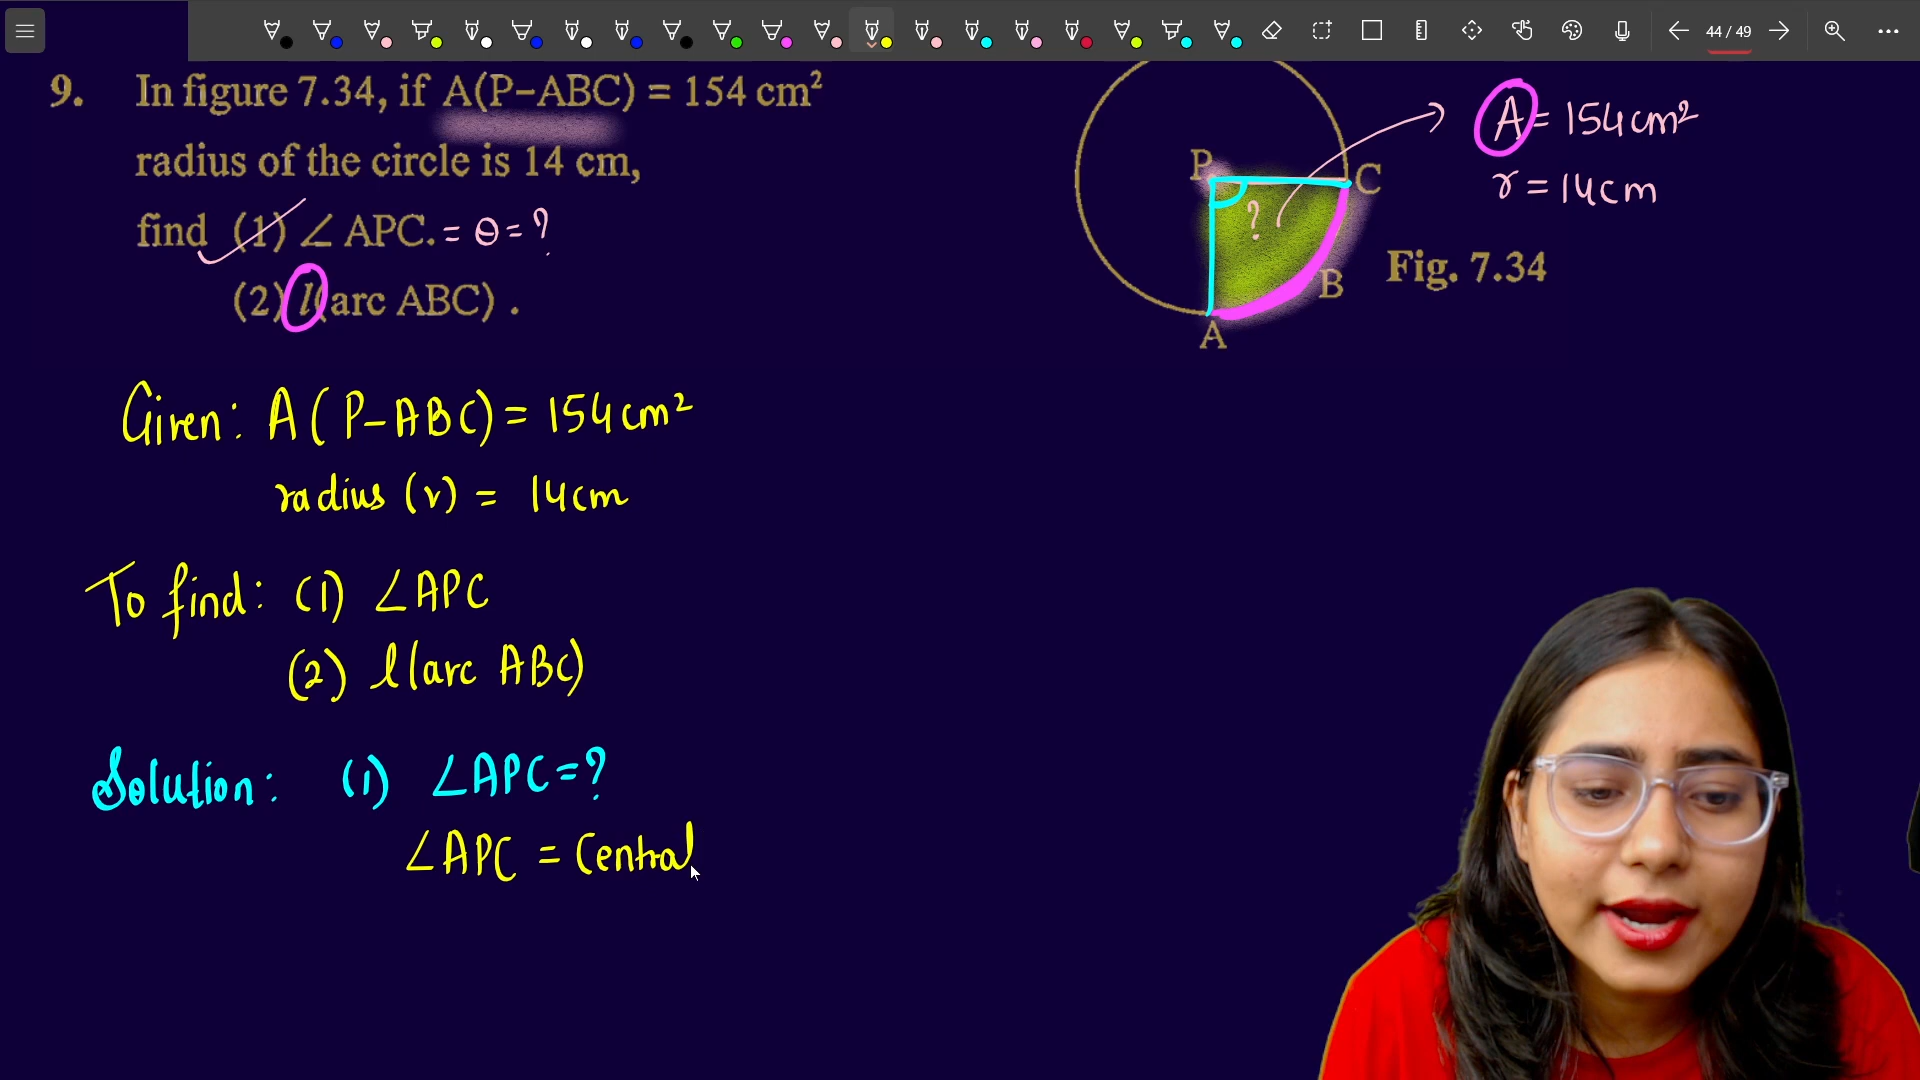 44 / 49
9. In figure 7.34, if A(P-ABC) = 154 cm²
radius of the circle is 14 cm,
find (1) ∠ APC. = θ = ?
(2) l(arc ABC) .
P
C
?
B
A
A = 154 cm²
r = 14 cm
Fig. 7.34
Given: A( P-ABC) = 154 cm²
radius (r) = 14 cm
To find: (1) ∠APC
(2) l(arc ABC)
Solution: (1) ∠APC = ?
∠APC = Central